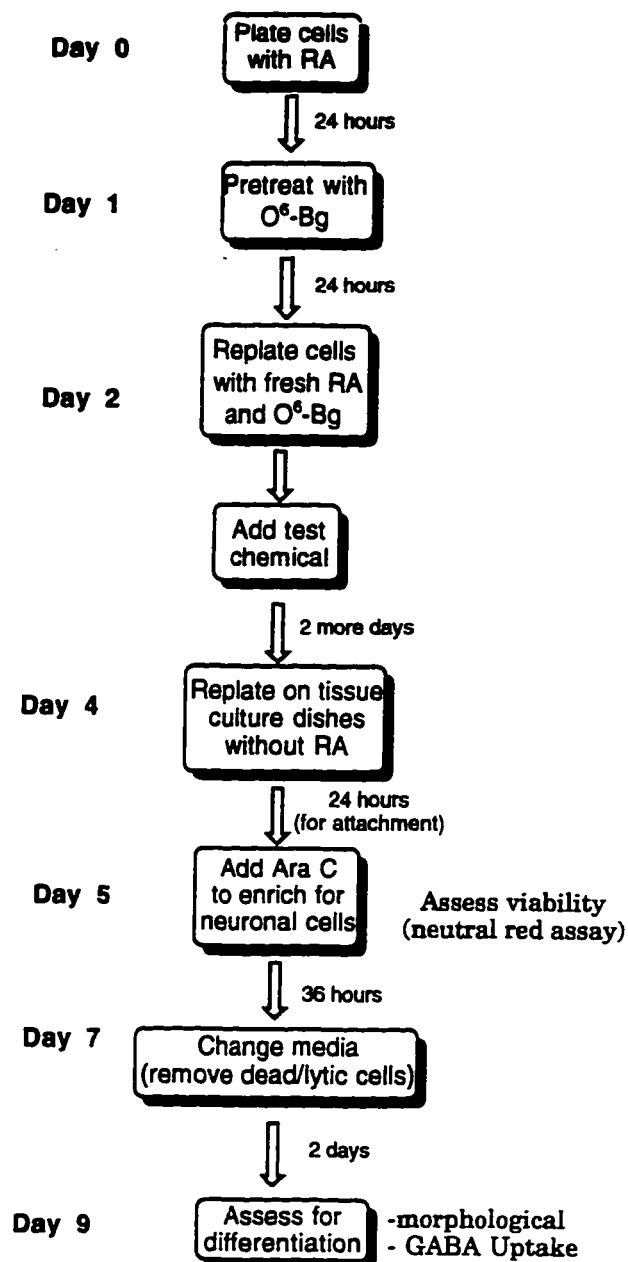 Day 0
Plate cells
with RA
24 hours
Day 1
Pretreat with
O⁶-Bg
24 hours
Day 2
Replate cells
with fresh RA
and O⁶-Bg
Add test
chemical
2 more days
Day 4
Replate on tissue
culture dishes
without RA
24 hours
(for attachment)
Day 5
Add Ara C
to enrich for
neuronal cells
Assess viability
(neutral red assay)
36 hours
Day 7
Change media
(remove dead/lytic cells)
2 days
Day 9
Assess for
differentiation
-morphological
- GABA Uptake